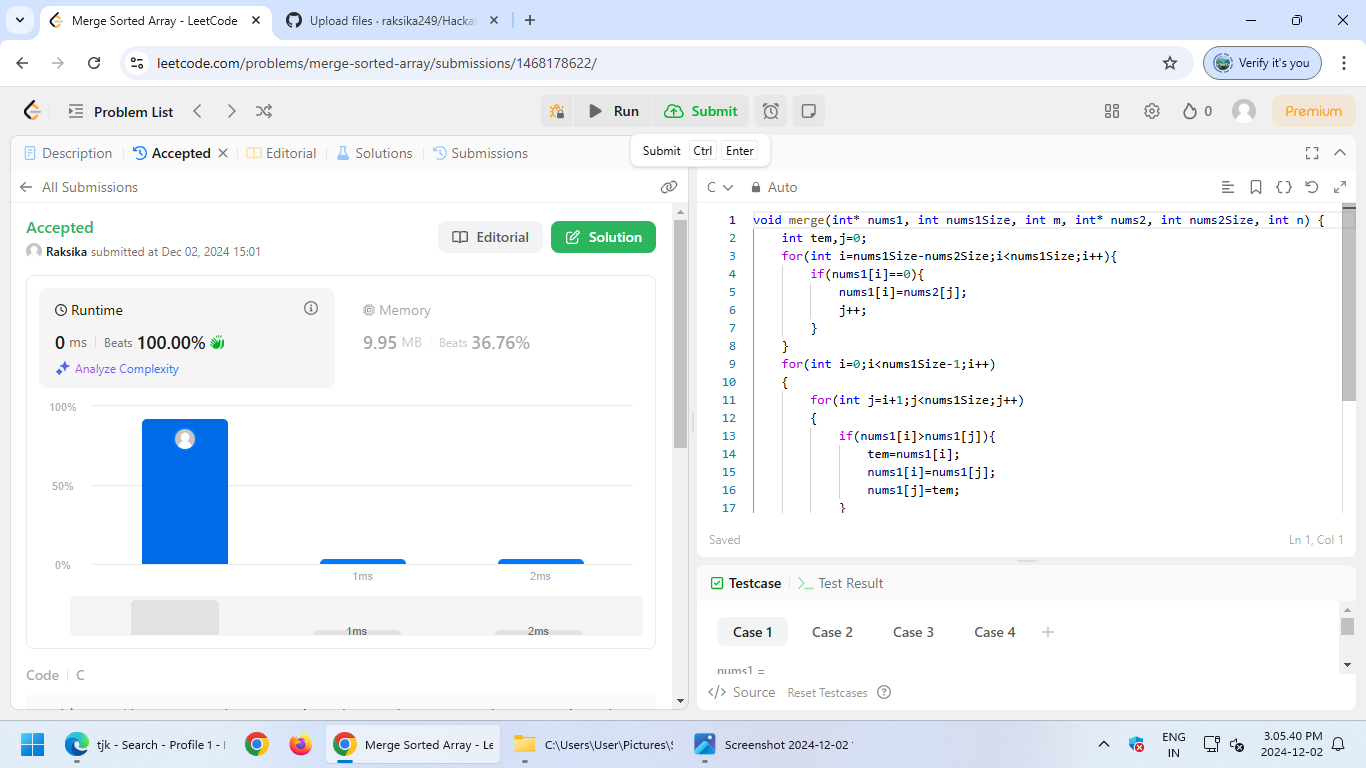 Merge Sorted Array - LeetCode
Upload files · raksika249/Hacka
leetcode.com/problems/merge-sorted-array/submissions/1468178622/
Verify it's you
Problem List
Run
Submit
0
Premium
Description
Accepted
Editorial
Solutions
Submissions
Submit Ctrl Enter
All Submissions
Accepted
Raksika submitted at Dec 02, 2024 15:01
Editorial
Solution
Runtime
0 ms Beats 100.00%
Analyze Complexity
Memory
9.95 MB Beats 36.76%
100%
50%
0%
1ms
2ms
1ms
2ms
Code C
C Auto
1 void merge(int* nums1, int nums1Size, int m, int* nums2, int nums2Size, int n) {
2 int tem,j=0;
3 for(int i=nums1Size-nums2Size;i<nums1Size;i++){
4 if(nums1[i]==0){
5 nums1[i]=nums2[j];
6 j++;
7 }
8 }
9 for(int i=0;i<nums1Size-1;i++)
10 {
11 for(int j=i+1;j<nums1Size;j++)
12 {
13 if(nums1[i]>nums1[j]){
14 tem=nums1[i];
15 nums1[i]=nums1[j];
16 nums1[j]=tem;
17 }
Saved
Ln 1, Col 1
Testcase
Test Result
Case 1
Case 2
Case 3
Case 4
nums1 =
Source
Reset Testcases
tjk - Search - Profile 1 -
Merge Sorted Array - Le
C:\Users\User\Pictures\S
Screenshot 2024-12-02
ENG
IN
3.05.40 PM
2024-12-02